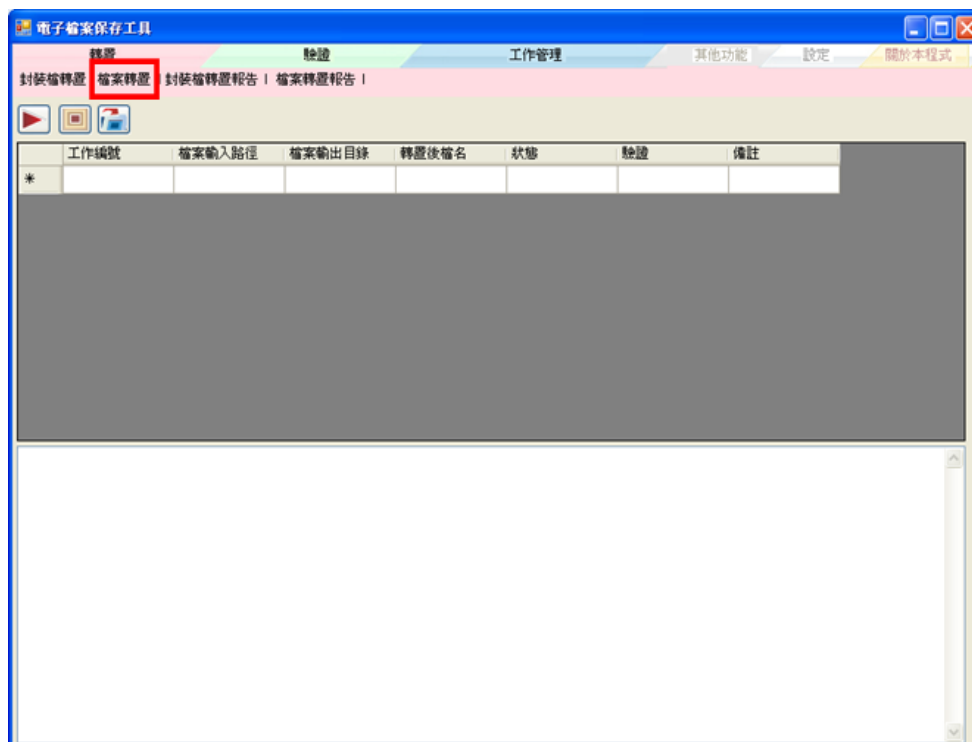 電子檔案保存工具
轉置 驗證 工作管理 其他功能 設定 關於本程式
封裝檔轉置 檔案轉置 | 封裝檔轉置報告 | 檔案轉置報告 |
工作編號 檔案輸入路徑 檔案輸出目錄 轉置後檔名 狀態 驗證 備註
*